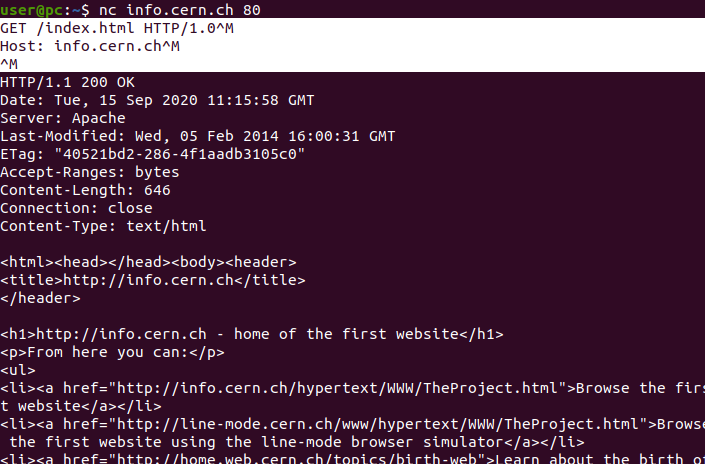 user@pc:~$ nc info.cern.ch 80
GET /index.html HTTP/1.0^M
Host: info.cern.ch^M
^M
HTTP/1.1 200 OK
Date: Tue, 15 Sep 2020 11:15:58 GMT
Server: Apache
Last-Modified: Wed, 05 Feb 2014 16:00:31 GMT
ETag: "40521bd2-286-4f1aadb3105c0"
Accept-Ranges: bytes
Content-Length: 646
Connection: close
Content-Type: text/html

<html><head></head><body><header>
<title>http://info.cern.ch</title>
</header>

<h1>http://info.cern.ch - home of the first website</h1>
<p>From here you can:</p>
<ul>
<li><a href="http://info.cern.ch/hypertext/WWW/TheProject.html">Browse the firs
t website</a></li>
<li><a href="http://line-mode.cern.ch/www/hypertext/WWW/TheProject.html">Browse
 the first website using the line-mode browser simulator</a></li>
<li><a href="http://home.web.cern.ch/topics/birth-web">Learn about the birth of